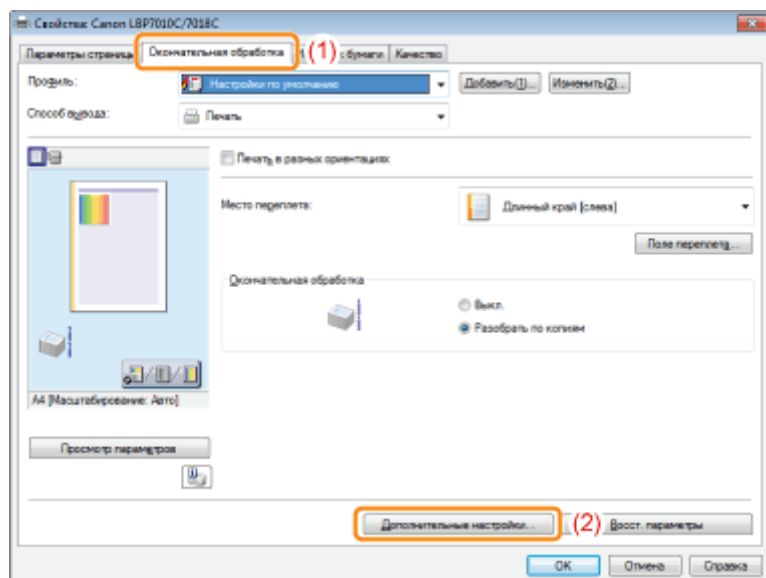 Свойства: Canon LBP7010C/7018C
Параметры страницы Окончательная обработка (1) бумаги Качество
Профиль: Настройки по умолчанию Добавить(1)... Изменить(2)...
Способ вывода: Печать
Печать в разных ориентациях
Место переплета: Длинный край [слева]
Поле переплета...
Окончательная обработка
Выкл.
Разобрать по копиям
A4 [Масштабирование: Авто]
Просмотр параметров
Дополнительные настройки... (2) Восст. параметры
OK Отмена Справка